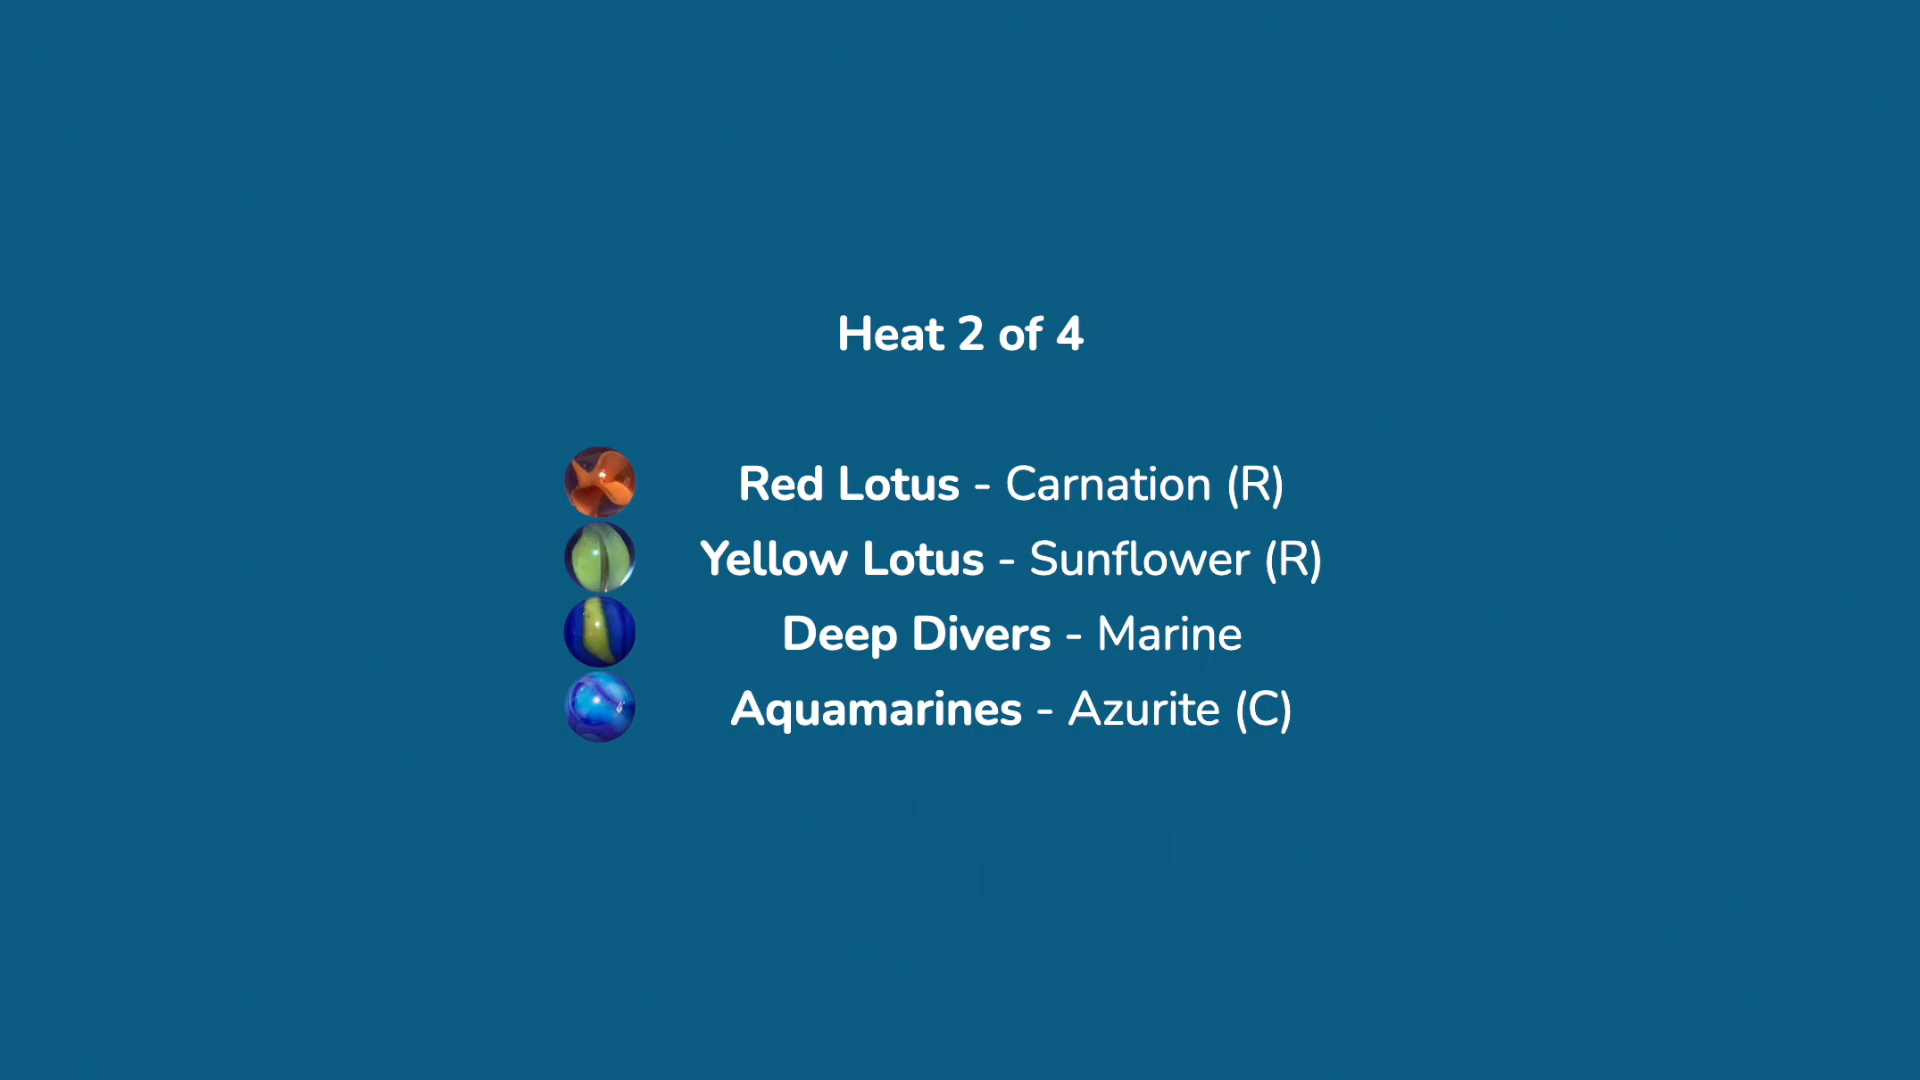 Heat 2 of 4
Red Lotus - Carnation (R)
Yellow Lotus - Sunflower (R)
Deep Divers - Marine
Aquamarines - Azurite (C)